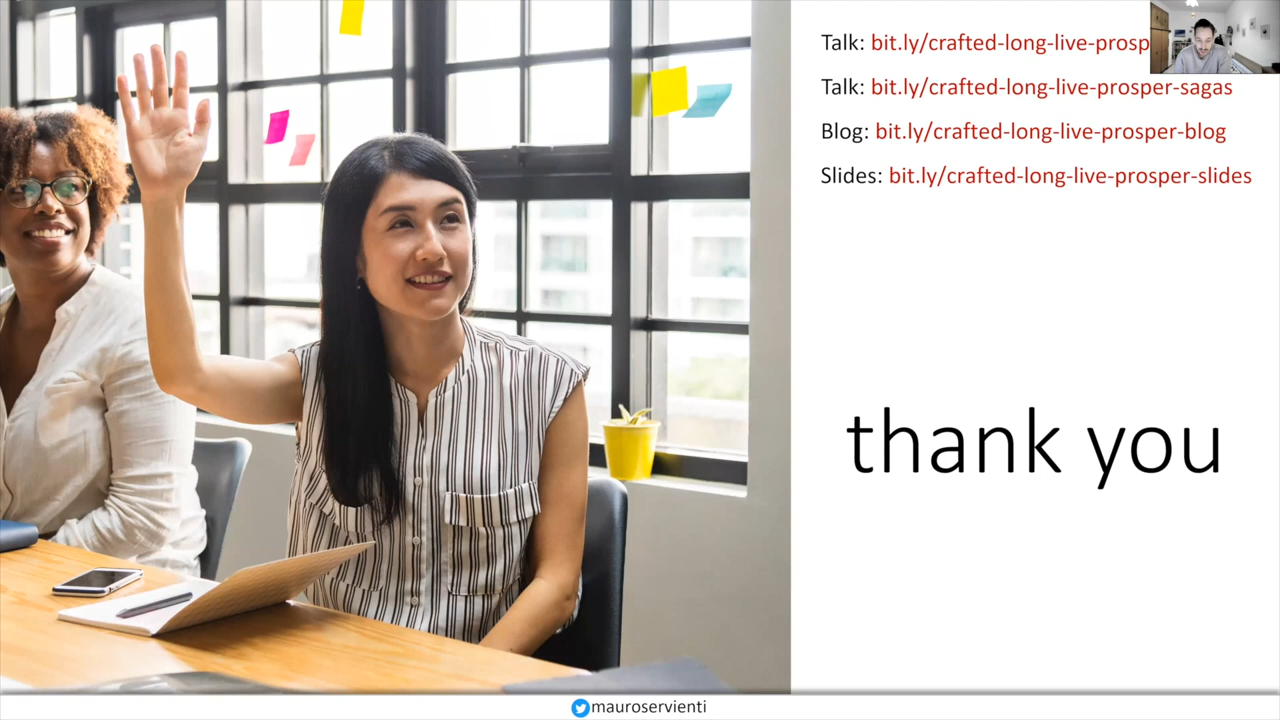 Talk: bit.ly/crafted-long-live-prosp
Talk: bit.ly/crafted-long-live-prosper-sagas
Blog: bit.ly/crafted-long-live-prosper-blog
Slides: bit.ly/crafted-long-live-prosper-slides
thank you
mauroservienti